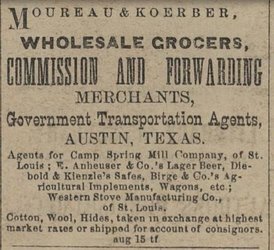 MOUREAU & KOERBER,
WHOLESALE GROCERS,
COMMISSION AND FORWARDING
MERCHANTS,
Government Transportation Agents,
AUSTIN, TEXAS.
Agents for Camp Spring Mill Company, of St.
Louis; E. Anheuser & Co.'s Lager Beer, Die-
bold & Kienzle's Safes, Birge & Co.'s Ag-
ricultural Implements, Wagons, etc.;
Western Stove Manufacturing Co.,
of St. Louis.
Cotton, Wool, Hides, taken in exchange at highest
market rates or shipped for account of consignors.
aug 15 tf